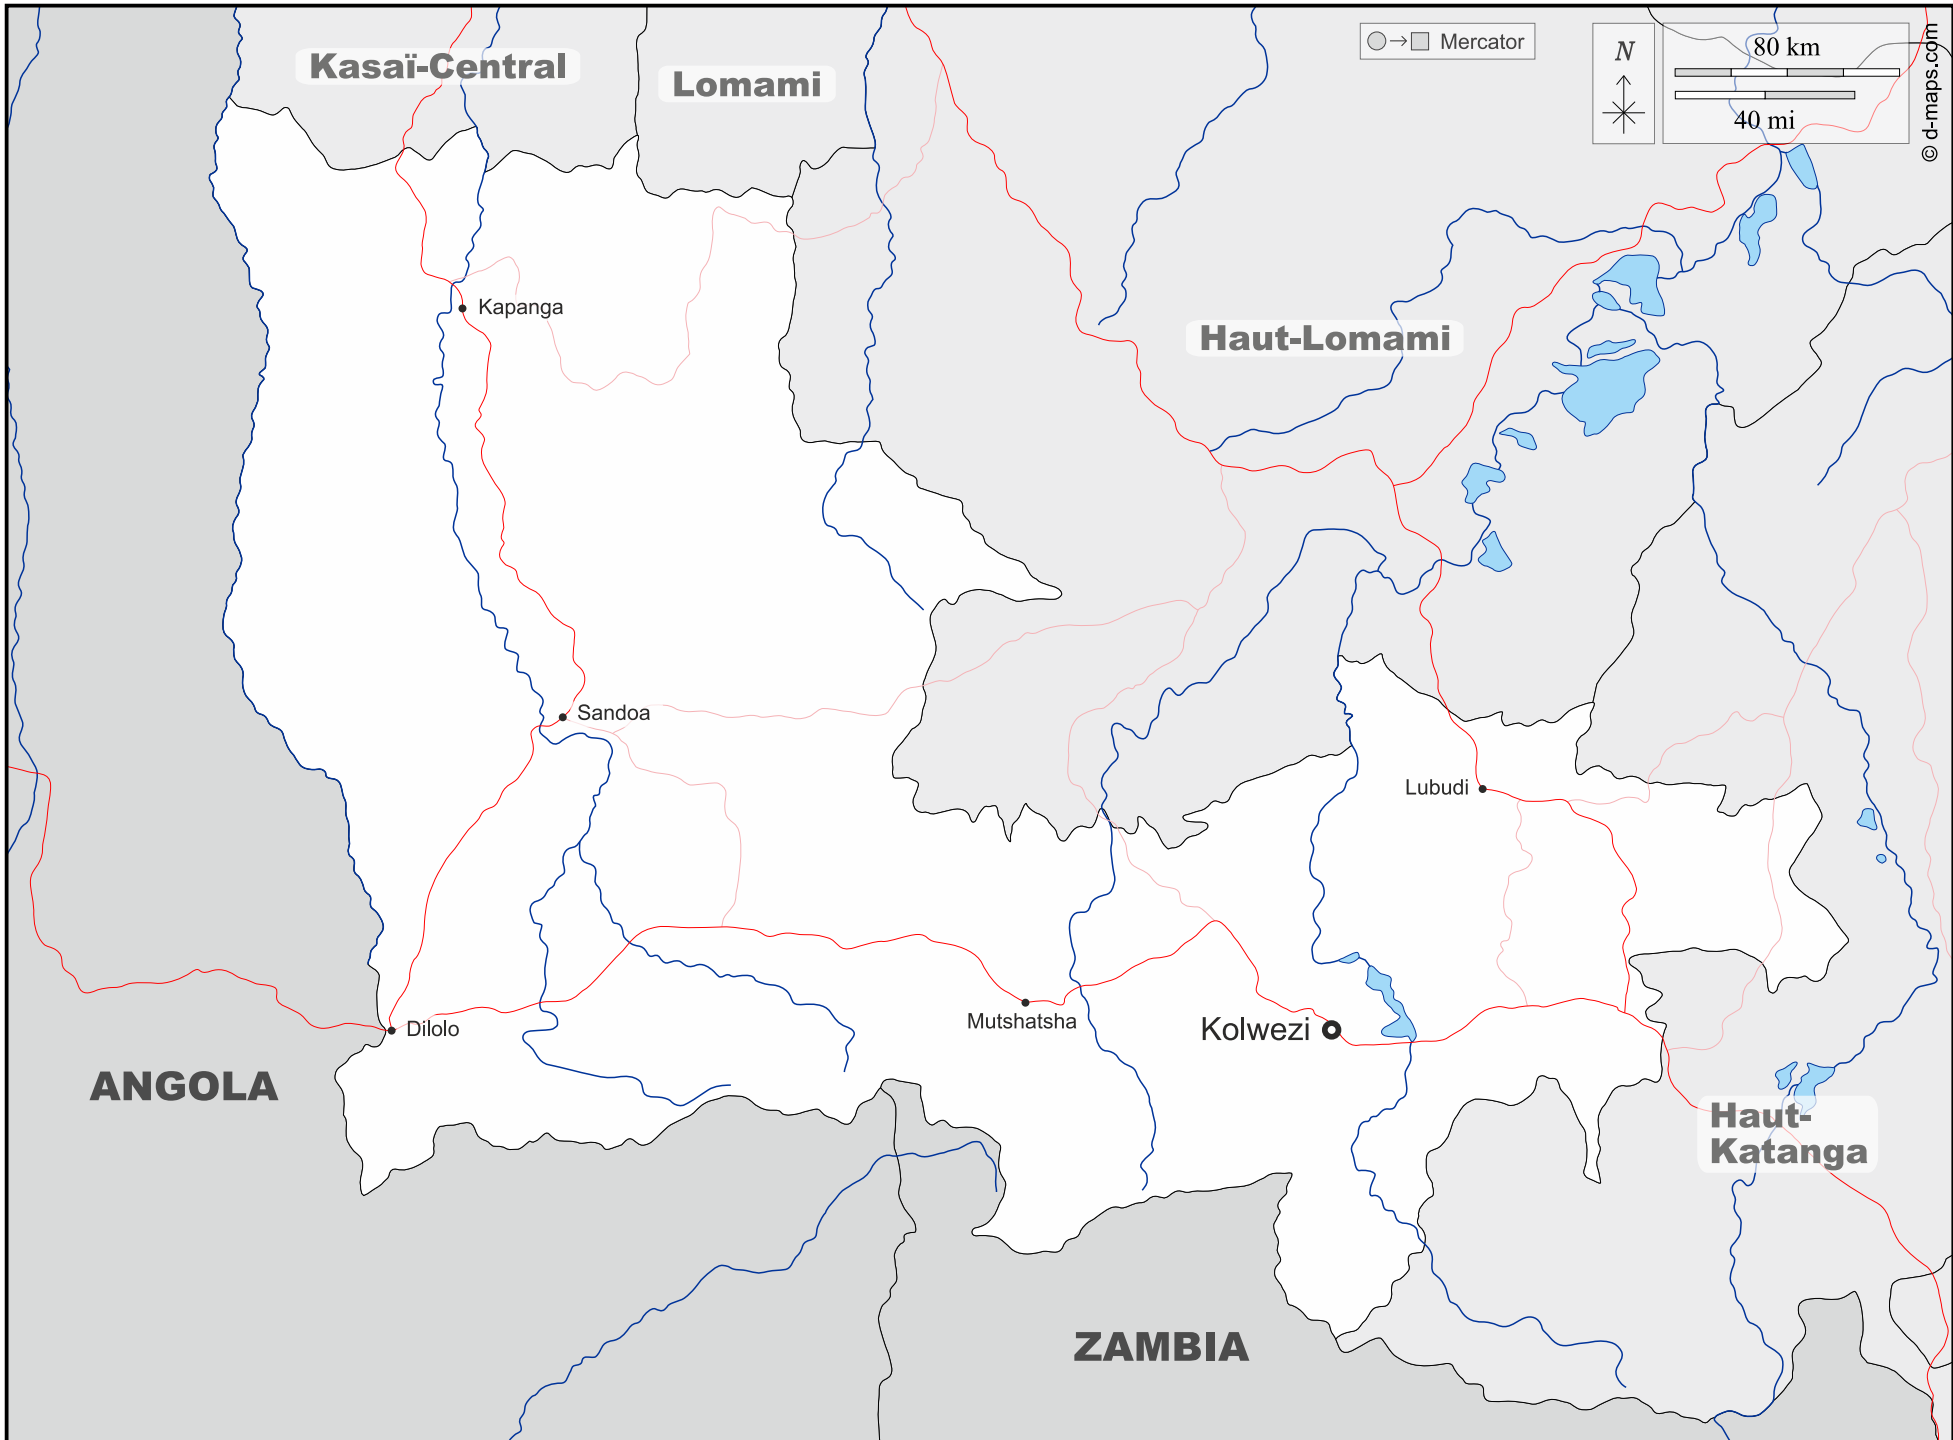 Kasaï-Central
Lomami
Mercator
N
80 km
40 mi
© d-maps.com
Kapanga
Haut-Lomami
Sandoa
Lubudi
Dilolo
Mutshatsha
Kolwezi
ANGOLA
Haut-
Katanga
ZAMBIA